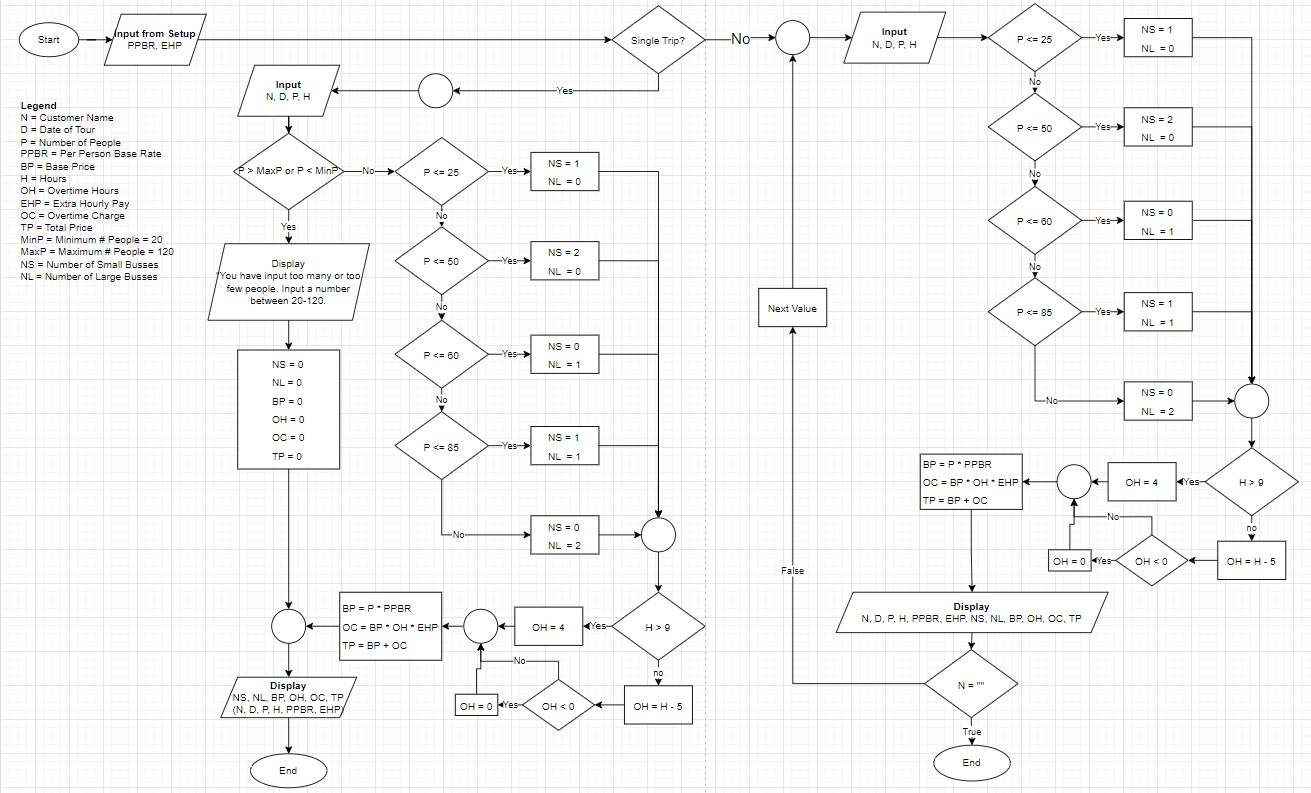 Start
Input from Setup
PPBR, EHP
Single Trip?
No
Input
N, D, P, H
Yes
Legend
N = Customer Name
D = Date of Tour
P = Number of People
PPBR = Per Person Base Rate
BP = Base Price
H = Hours
OH = Overtime Hours
EHP = Extra Hourly Pay
OC = Overtime Charge
TP = Total Price
MinP = Minimum # People = 20
MaxP = Maximum # People = 120
NS = Number of Small Busses
NL = Number of Large Busses
P > MaxP or P < MinP
No
Yes
Display
"You have input too many or too
few people. Input a number
between 20-120.
NS = 0
NL = 0
BP = 0
OH = 0
OC = 0
TP = 0
P <= 25
Yes
NS = 1
NL = 0
No
P <= 50
Yes
NS = 2
NL = 0
No
P <= 60
Yes
NS = 0
NL = 1
No
P <= 85
Yes
NS = 1
NL = 1
No
NS = 0
NL = 2
H > 9
Yes
OH = 4
no
OH = H - 5
OH < 0
No
Yes
OH = 0
BP = P * PPBR
OC = BP * OH * EHP
TP = BP + OC
Display
NS, NL, BP, OH, OC, TP
(N, D, P, H, PPBR, EHP)
End
Input
N, D, P, H
P <= 25
Yes
NS = 1
NL = 0
No
P <= 50
Yes
NS = 2
NL = 0
No
P <= 60
Yes
NS = 0
NL = 1
No
P <= 85
Yes
NS = 1
NL = 1
No
NS = 0
NL = 2
H > 9
Yes
OH = 4
no
OH = H - 5
OH < 0
No
Yes
OH = 0
BP = P * PPBR
OC = BP * OH * EHP
TP = BP + OC
Display
N, D, P, H, PPBR, EHP, NS, NL, BP, OH, OC, TP
N = ""
False
Next Value
True
End